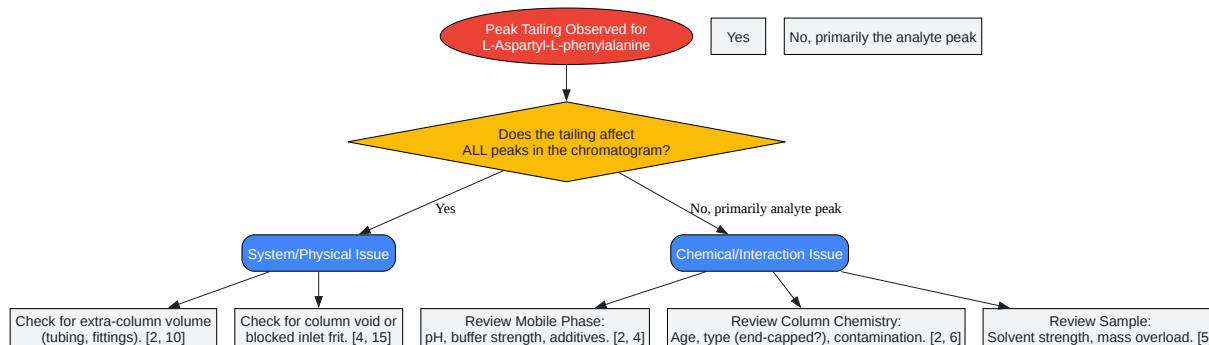 Peak Tailing Observed for
L-Aspartyl-L-phenylalanine
Yes
No, primarily the analyte peak
Does the tailing affect
ALL peaks in the chromatogram?
Yes
No, primarily analyte peak
System/Physical Issue
Chemical/Interaction Issue
Check for extra-column volume
(tubing, fittings). [2, 10]
Check for column void or
blocked inlet frit. [4, 15]
Review Mobile Phase:
pH, buffer strength, additives. [2, 4]
Review Column Chemistry:
Age, type (end-capped?), contamination. [2, 6]
Review Sample:
Solvent strength, mass overload. [5